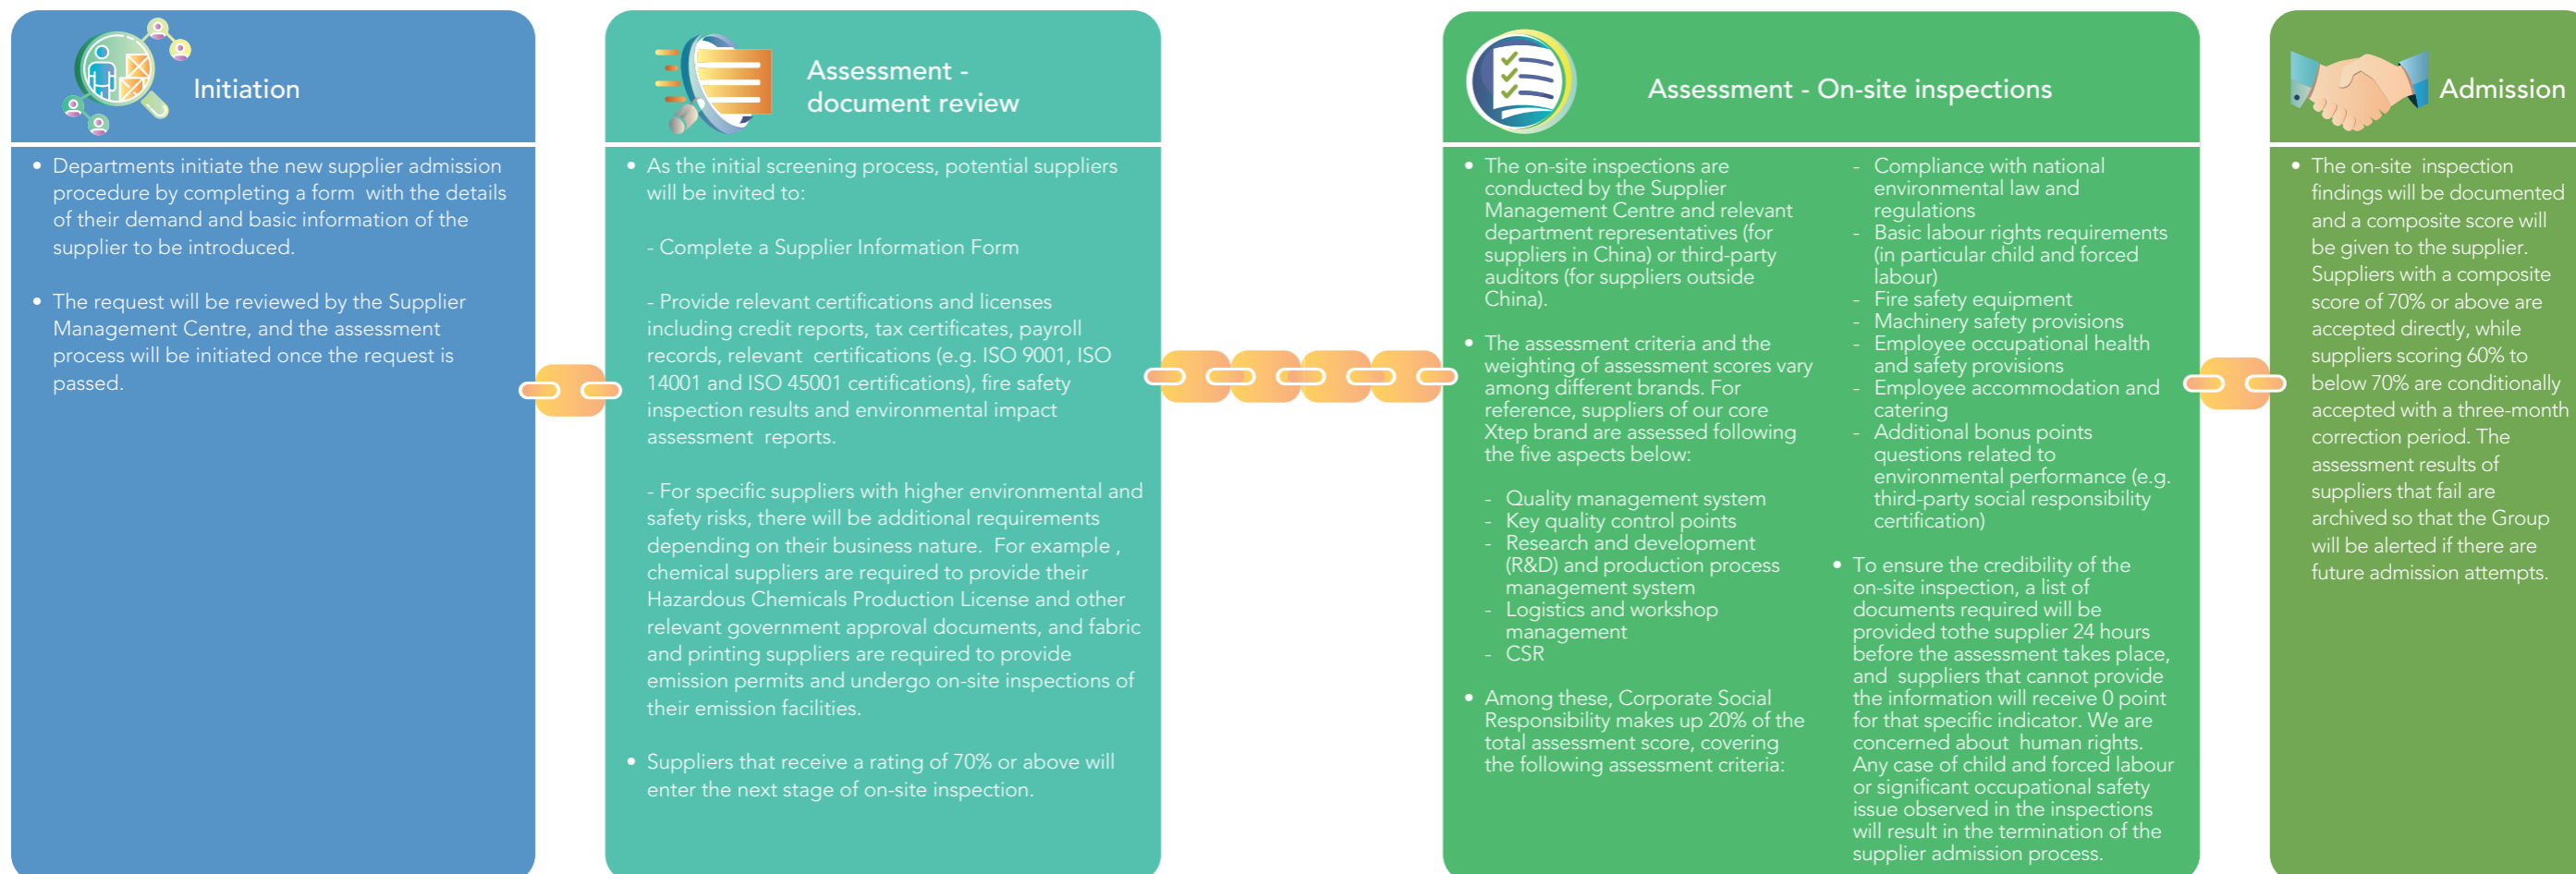 Initiation
• Departments initiate the new supplier admission
procedure by completing a form with the details
of their demand and basic information of the
supplier to be introduced.
• The request will be reviewed by the Supplier
Management Centre, and the assessment
process will be initiated once the request is
passed.
Assessment -
document review
• As the initial screening process, potential suppliers
will be invited to:
- Complete a Supplier Information Form
- Provide relevant certifications and licenses
including credit reports, tax certificates, payroll
records, relevant certifications (e.g. ISO 9001, ISO
14001 and ISO 45001 certifications), fire safety
inspection results and environmental impact
assessment reports.
- For specific suppliers with higher environmental and
safety risks, there will be additional requirements
depending on their business nature. For example ,
chemical suppliers are required to provide their
Hazardous Chemicals Production License and other
relevant government approval documents, and fabric
and printing suppliers are required to provide
emission permits and undergo on-site inspections of
their emission facilities.
• Suppliers that receive a rating of 70% or above will
enter the next stage of on-site inspection.
Assessment - On-site inspections
• The on-site inspections are
conducted by the Supplier
Management Centre and relevant
department representatives (for
suppliers in China) or third-party
auditors (for suppliers outside
China).
• The assessment criteria and the
weighting of assessment scores vary
among different brands. For
reference, suppliers of our core
Xtep brand are assessed following
the five aspects below:
- Quality management system
- Key quality control points
- Research and development
(R&D) and production process
management system
- Logistics and workshop
management
- CSR
• Among these, Corporate Social
Responsibility makes up 20% of the
total assessment score, covering
the following assessment criteria:
- Compliance with national
environmental law and
regulations
- Basic labour rights requirements
(in particular child and forced
labour)
- Fire safety equipment
- Machinery safety provisions
- Employee occupational health
and safety provisions
- Employee accommodation and
catering
- Additional bonus points
questions related to
environmental performance (e.g.
third-party social responsibility
certification)
• To ensure the credibility of the
on-site inspection, a list of
documents required will be
provided tothe supplier 24 hours
before the assessment takes place,
and suppliers that cannot provide
the information will receive 0 point
for that specific indicator. We are
concerned about human rights.
Any case of child and forced labour
or significant occupational safety
issue observed in the inspections
will result in the termination of the
supplier admission process.
Admission
• The on-site inspection
findings will be documented
and a composite score will
be given to the supplier.
Suppliers with a composite
score of 70% or above are
accepted directly, while
suppliers scoring 60% to
below 70% are conditionally
accepted with a three-month
correction period. The
assessment results of
suppliers that fail are
archived so that the Group
will be alerted if there are
future admission attempts.